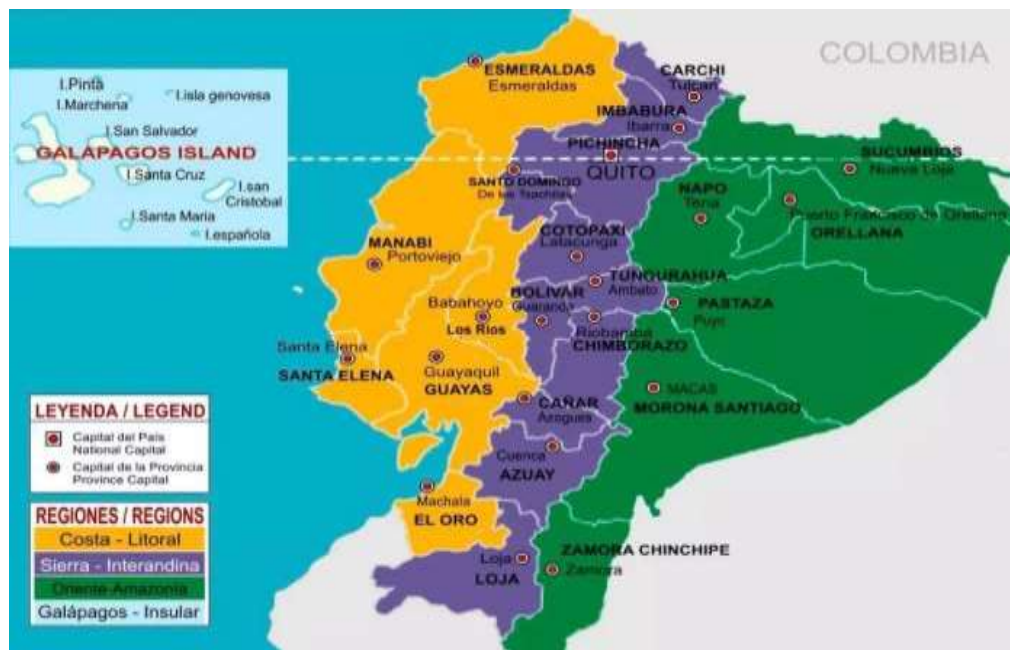 COLOMBIA
ESMERALDAS
Esmeraldas
CARCHI
Tulcan
IMBABURA
Ibarra
PICHINCHA
QUITO
SANTO DOMINGO
De los Tsachilas
SUCUMBIOS
Nueva Loja
NAPO
Tena
Puerto Francisco de Orellana
ORELLANA
COTOPAXI
Latacunga
MANABI
Portoviejo
TUNGURAHUA
Ambato
BOLIVAR
Guaranda
PASTAZA
Puyo
Babahoyo
Los Rios
Riobamba
CHIMBORAZO
Santa Elena
SANTA ELENA
Guayaquil
GUAYAS
MACAS
MORONA SANTIAGO
CAÑAR
Azogues
Cuenca
AZUAY
Machala
EL ORO
Loja
LOJA
ZAMORA CHINCHIPE
Zamora
I.Pinta
I.Marchena
I.isla genovesa
I.San Salvador
GALAPAGOS ISLAND
I.Santa Cruz
I.san
Cristobal
I.Santa Maria
I.española
LEYENDA / LEGEND
Capital del País
National Capital
Capital de la Provincia
Province Capital
REGIONES / REGIONS
Costa - Litoral
Sierra - Interandina
Oriente-Amazonía
Galápagos - Insular